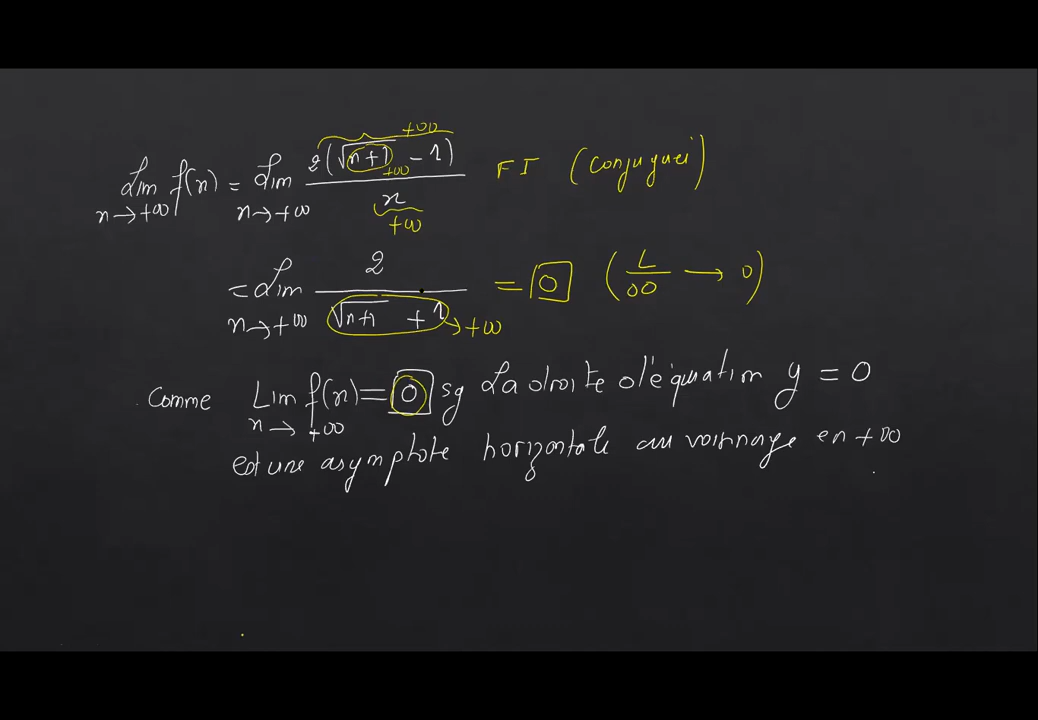 Lim f(x) = Lim 2(√x+1 - 1) / x FI (conjugué)
x→+∞ x→+∞ +∞ +∞ +∞
= Lim 2 / √x+1 + 1 = 0 (L/∞ → 0)
x→+∞ → +∞
Comme Lim f(x) = 0 sg La droite d'équation y = 0
x→+∞
est une asymptote horizontale au voisinage en +∞